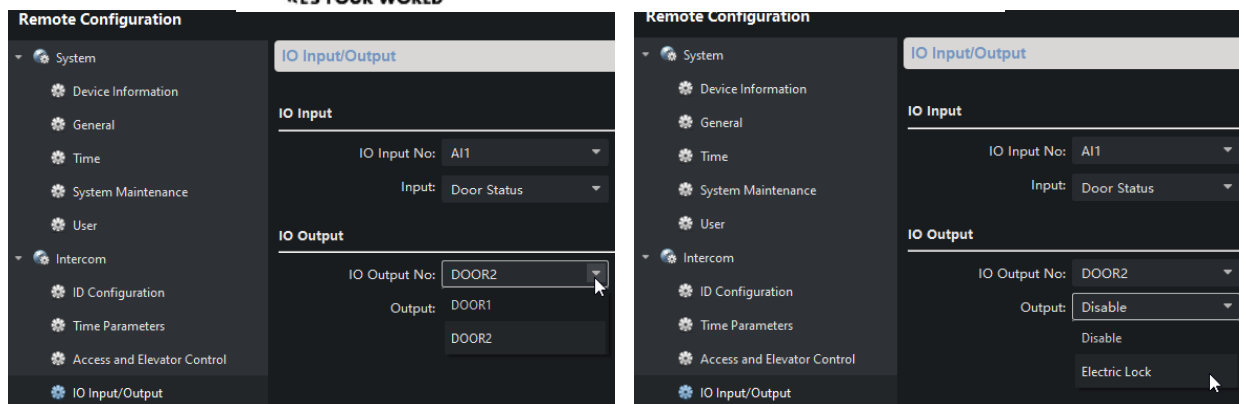 RES YOUR WORLD
Remote Configuration
System
Device Information
General
Time
System Maintenance
User
Intercom
ID Configuration
Time Parameters
Access and Elevator Control
IO Input/Output
IO Input/Output
IO Input
IO Input No: AI1
Input: Door Status
IO Output
IO Output No: DOOR2
Output: DOOR1
DOOR2
Remote Configuration
System
Device Information
General
Time
System Maintenance
User
Intercom
ID Configuration
Time Parameters
Access and Elevator Control
IO Input/Output
IO Input/Output
IO Input
IO Input No: AI1
Input: Door Status
IO Output
IO Output No: DOOR2
Output: Disable
Disable
Electric Lock